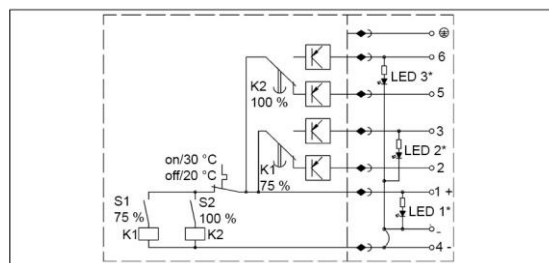 6
LED 3*
K2
100 %
5
3
LED 2*
on/30 °C
off/20 °C
K1
75 %
2
1 +
S1
75 %
S2
100 %
LED 1*
K1
K2
-
4 -